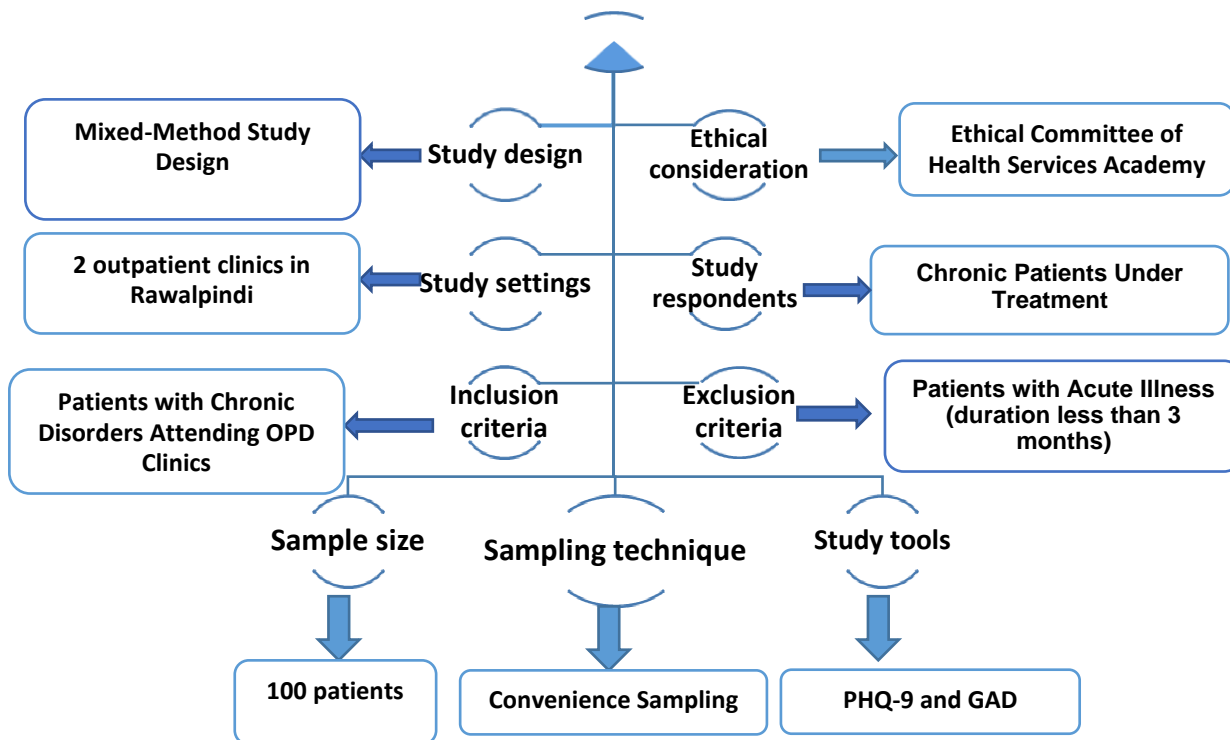 Mixed-Method Study
Design
Study design
Ethical
consideration
Ethical Committee of
Health Services Academy
2 outpatient clinics in
Rawalpindi
Study settings
Study
respondents
Chronic Patients Under
Treatment
Patients with Chronic
Disorders Attending OPD
Clinics
Inclusion
criteria
Exclusion
criteria
Patients with Acute Illness
(duration less than 3
months)
Sample size
Sampling technique
Study tools
100 patients
Convenience Sampling
PHQ-9 and GAD